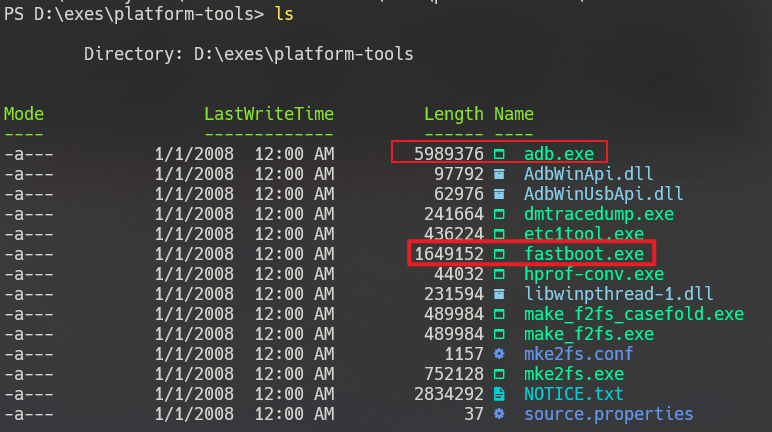 PS D:\exes\platform-tools> ls
Directory: D:\exes\platform-tools
Mode LastWriteTime Length Name
---- ------------- ------ ----
-a--- 1/1/2008 12:00 AM 5989376 adb.exe
-a--- 1/1/2008 12:00 AM 97792 AdbWinApi.dll
-a--- 1/1/2008 12:00 AM 62976 AdbWinUsbApi.dll
-a--- 1/1/2008 12:00 AM 241664 dmtracedump.exe
-a--- 1/1/2008 12:00 AM 436224 etc1tool.exe
-a--- 1/1/2008 12:00 AM 1649152 fastboot.exe
-a--- 1/1/2008 12:00 AM 44032 hprof-conv.exe
-a--- 1/1/2008 12:00 AM 231594 libwinpthread-1.dll
-a--- 1/1/2008 12:00 AM 489984 make_f2fs_casefold.exe
-a--- 1/1/2008 12:00 AM 489984 make_f2fs.exe
-a--- 1/1/2008 12:00 AM 1157 mke2fs.conf
-a--- 1/1/2008 12:00 AM 752128 mke2fs.exe
-a--- 1/1/2008 12:00 AM 2834292 NOTICE.txt
-a--- 1/1/2008 12:00 AM 37 source.properties